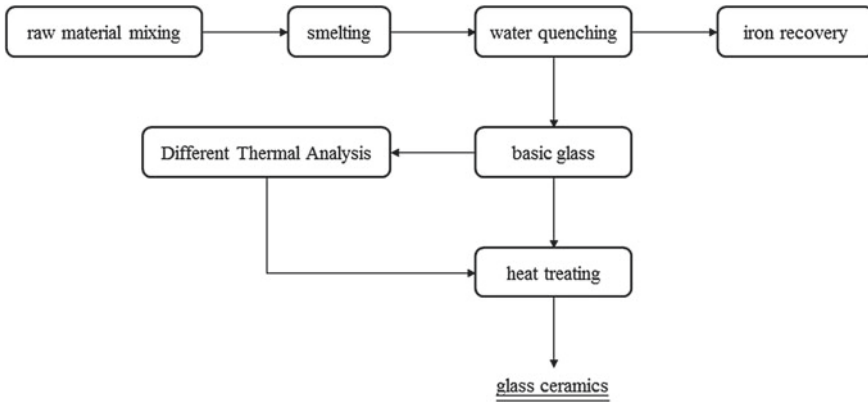 raw material mixing
smelting
water quenching
iron recovery
Different Thermal Analysis
basic glass
heat treating
glass ceramics